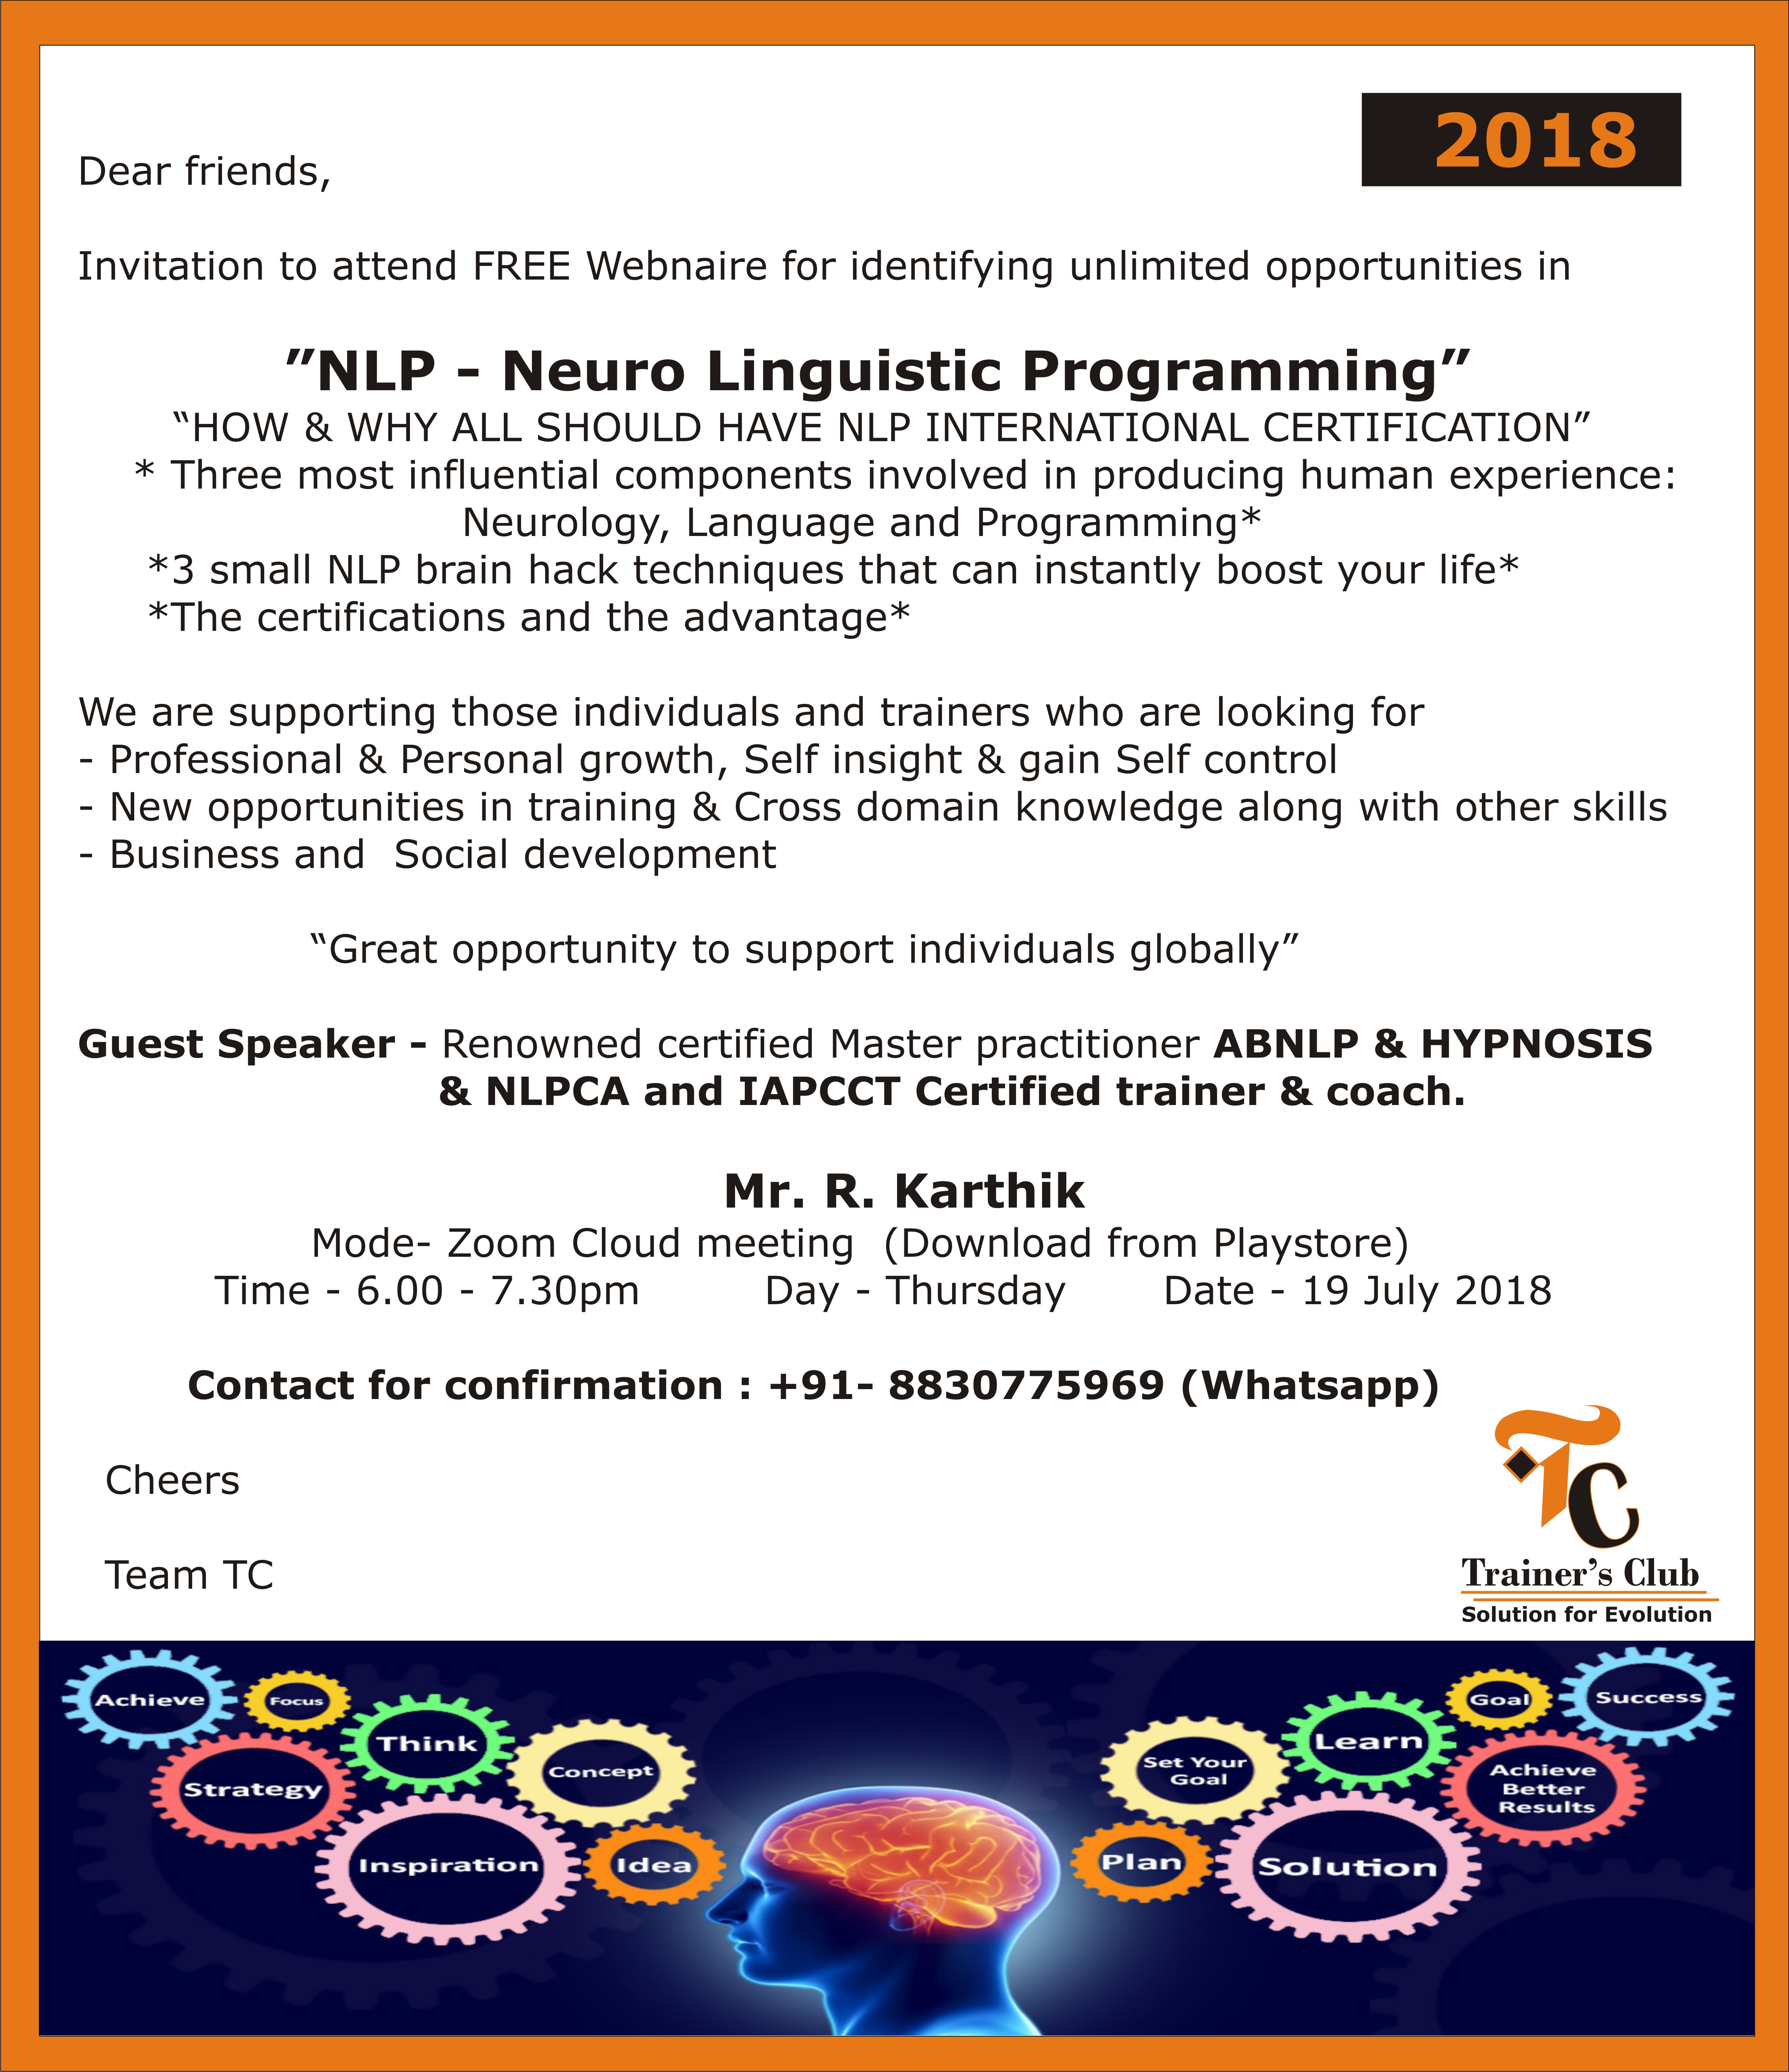 2018
Dear friends,
Invitation to attend FREE Webnaire for identifying unlimited opportunities in
”NLP - Neuro Linguistic Programming”
“HOW & WHY ALL SHOULD HAVE NLP INTERNATIONAL CERTIFICATION”
* Three most influential components involved in producing human experience:
Neurology, Language and Programming*
*3 small NLP brain hack techniques that can instantly boost your life*
*The certifications and the advantage*
We are supporting those individuals and trainers who are looking for
- Professional & Personal growth, Self insight & gain Self control
- New opportunities in training & Cross domain knowledge along with other skills
- Business and  Social development
“Great opportunity to support individuals globally”
Guest Speaker - Renowned certified Master practitioner ABNLP & HYPNOSIS
& NLPCA and IAPCCT Certified trainer & coach.
Mr. R. Karthik
Mode- Zoom Cloud meeting  (Download from Playstore)
Time - 6.00 - 7.30pm Day - Thursday Date - 19 July 2018
Contact for confirmation : +91- 8830775969 (Whatsapp)
Cheers
Team TC
TC
Trainer’s Club
Solution for Evolution
Achieve
Focus
Think
Concept
Strategy
Inspiration
Idea
Set Your
Goal
Learn
Goal
Success
Achieve
Better
Results
Plan
Solution